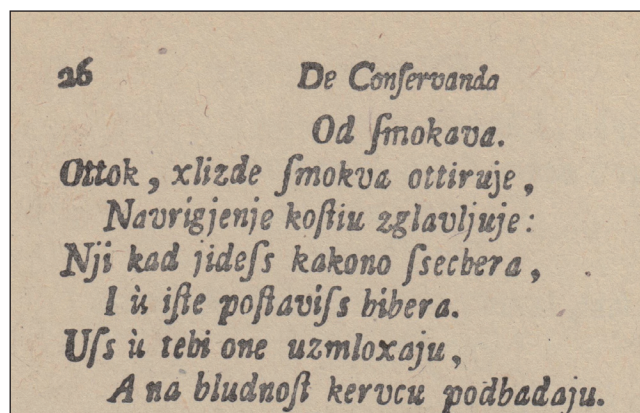 26 De Conſervanda
Od ſmokava.
Ottok, xlizde ſmokva ottiruje,
Navrigjenje koſtiu zglavljuje:
Nji kad jideſs kakono ſsechera,
I ù iſte poſtaviſs bibera.
Uſs ù tebi one uzmloxaju,
A na bludnoſt kervcu podbadaju.